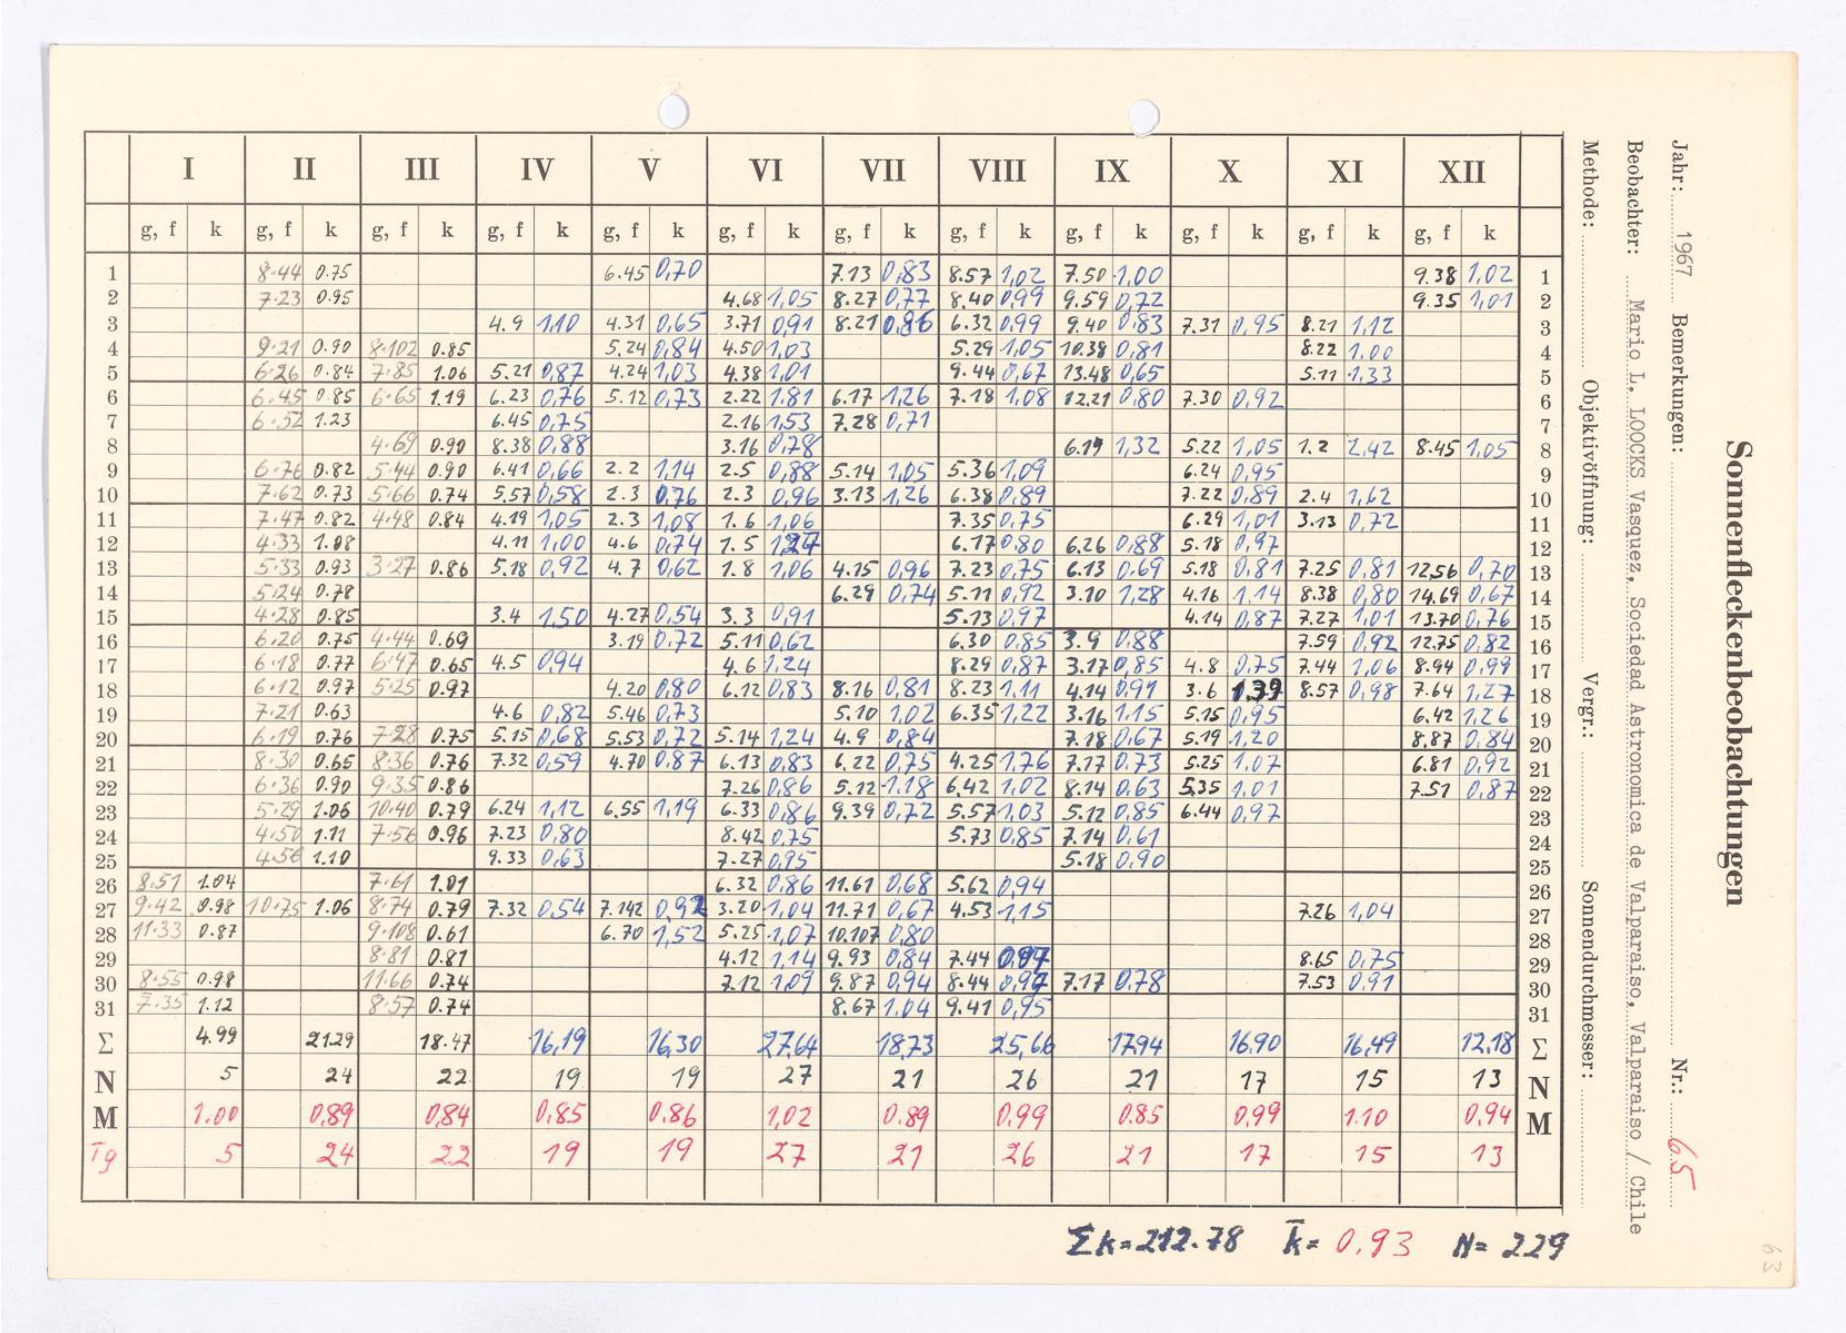 I II III IV V VI VII VIII IX X XI XII
g, f k g, f k g, f k g, f k g, f k g, f k g, f k g, f k g, f k g, f k g, f k g, f k
1 8.44 0.75 6.45 0,70 7.13 0,83 8.57 1,02 7.50 1,00 9.38 1,02 1
2 7.23 0.95 4.68 1,05 8.27 0,77 8.40 0,99 9.59 0,72 9.35 1,01 2
3 4.9 1,10 4.31 0,65 3.71 0,91 8.21 0,86 6.32 0,99 9.40 0,83 7.31 0,95 8.21 1,12 3
4 9.21 0.90 8.102 0.85 5.24 0,84 4.50 1,03 5.29 1,05 10.38 0,81 8.22 1.00 4
5 6.26 0.84 7.85 1.06 5.21 0,87 4.24 1,03 4.38 1,01 9.44 0,67 13.48 0,65 5.11 1,33 5
6 6.45 0.85 6.65 1.19 6.23 0,76 5.12 0,73 2.22 1.81 6.17 1,26 7.18 1,08 12.21 0,80 7.30 0,92 6
7 6.52 1.23 6.45 0,75 2.16 1,53 7.28 0,71 7
8 4.69 0.90 8.38 0,88 3.16 0,78 6.19 1,32 5.22 1,05 1.2 2,42 8.45 1,05 8
9 6.76 0.82 5.44 0.90 6.41 0,66 2.2 1,14 2.5 0,88 5.14 1,05 5.36 1,09 6.24 0,95 9
10 7.62 0.73 5.66 0.74 5.57 0,58 2.3 0,76 2.3 0,96 3.13 1,26 6.38 0,89 7.22 0,89 2.4 1,62 10
11 7.47 0.82 4.48 0.84 4.19 1,05 2.3 1,08 1.6 1,06 7.35 0,75 6.29 1,01 3.13 0,72 11
12 4.33 1.08 4.11 1,00 4.6 0,74 1.5 1,27 6.17 0,80 6.26 0,88 5.18 0,97 12
13 5.33 0.93 3.27 0.86 5.18 0,92 4.7 0,62 1.8 1,06 4.15 0,96 7.23 0,75 6.13 0.69 5.18 0,81 7.25 0,81 12.56 0,70 13
14 5.24 0.78 6.29 0,74 5.11 0,92 3.10 1,28 4.16 1,14 8.38 0,80 14.69 0,67 14
15 4.28 0.85 3.4 1,50 4.27 0,54 3.3 0,91 5.13 0,97 4.14 0,87 7.27 1,01 13.70 0,76 15
16 6.20 0.75 4.44 0.69 3.19 0,72 5.11 0,62 6.30 0,85 3.9 0,88 7.59 0,92 12.75 0,82 16
17 6.18 0.77 6.47 0.65 4.5 0,94 4.6 1,24 8.29 0,87 3.17 0,85 4.8 0,75 7.44 1,06 8.94 0,99 17
18 6.12 0.97 5.25 0.97 4.20 0,80 6.12 0,83 8.16 0,81 8.23 1,11 4.14 0,91 3.6 1,39 8.57 0,98 7.64 1,27 18
19 7.21 0.63 4.6 0,82 5.46 0,73 5.10 1,02 6.35 1,22 3.16 1,15 5.15 0,95 6.42 1,26 19
20 6.19 0.76 7.28 0.75 5.15 0,68 5.53 0,72 5.14 1,24 4.9 0,84 7.18 0,67 5.19 1,20 8.87 0,84 20
21 8.30 0.65 8.36 0.76 7.32 0,59 4.70 0,87 6.13 0,83 6.22 0,75 4.25 1,76 7.17 0,73 5.25 1,07 6.81 0,92 21
22 6.36 0.90 9.35 0.86 7.26 0,86 5.12 1.18 6.42 1,02 8.14 0.63 5.35 1,01 7.51 0,87 22
23 5.29 1.06 10.40 0.79 6.24 1,12 6.55 1,19 6.33 0,86 9.39 0,72 5.57 1,03 5.12 0,85 6.44 0,97 23
24 4.50 1.11 7.56 0.96 7.23 0,80 8.42 0,75 5.73 0,85 7.14 0,61 24
25 4.56 1.10 9.33 0,63 7.27 0,95 5.18 0,90 25
26 8.51 1.04 7.61 1.01 6.32 0,86 11.61 0,68 5.62 0,94 26
27 9.42 0.98 10.75 1.06 8.74 0.79 7.32 0,54 7.142 0,92 3.20 1,04 11.71 0,67 4.53 1,15 7.26 1,04 27
28 11.33 0.87 9.108 0.61 6.70 1,52 5.25 1,07 10.107 0,80 28
29 8.81 0.81 4.12 1,14 9.93 0,84 7.44 0,97 8.65 0,75 29
30 8.55 0.98 11.66 0.74 7.12 1,09 9.87 0,94 8.44 0,97 7.17 0,78 7.53 0,91 30
31 7.35 1.12 8.57 0.74 8.67 1,04 9.41 0,95 31
Σ 4.99 21.29 18.47 16,19 16,30 27,64 18,73 25,66 17,94 16,90 16,49 12,18 Σ
N 5 24 22 19 19 27 21 26 21 17 15 13 N
M 1.00 0,89 0,84 0,85 0.86 1,02 0.89 0,99 0.85 0,99 1.10 0,94 M
Tg 5 24 22 19 19 27 21 26 21 17 15 13
Σk = 212.78 k̄ = 0.93 N = 229
Sonnenfleckenbeobachtungen
Jahr: 1967 Bemerkungen: Nr.: 65
Beobachter: Mario L. LOOCKS Vasquez, Sociedad Astronomica de Valparaiso, Valparaiso / Chile
Methode: Objektivöffnung: Vergr.: Sonnendurchmesser:
63